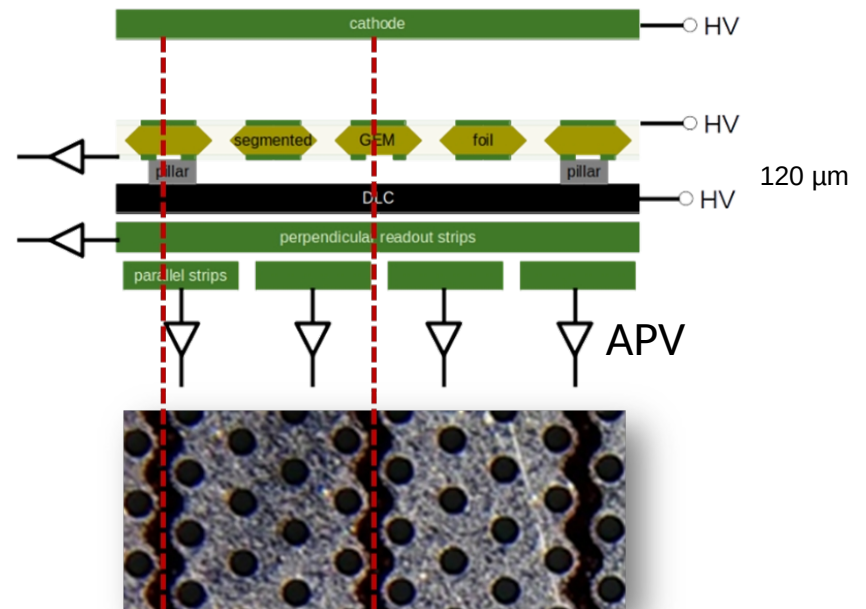 cathode
HV
HV
segmented
GEM
foil
pillar
pillar
120 µm
DLC
HV
perpendicular readout strips
parallel strips
APV